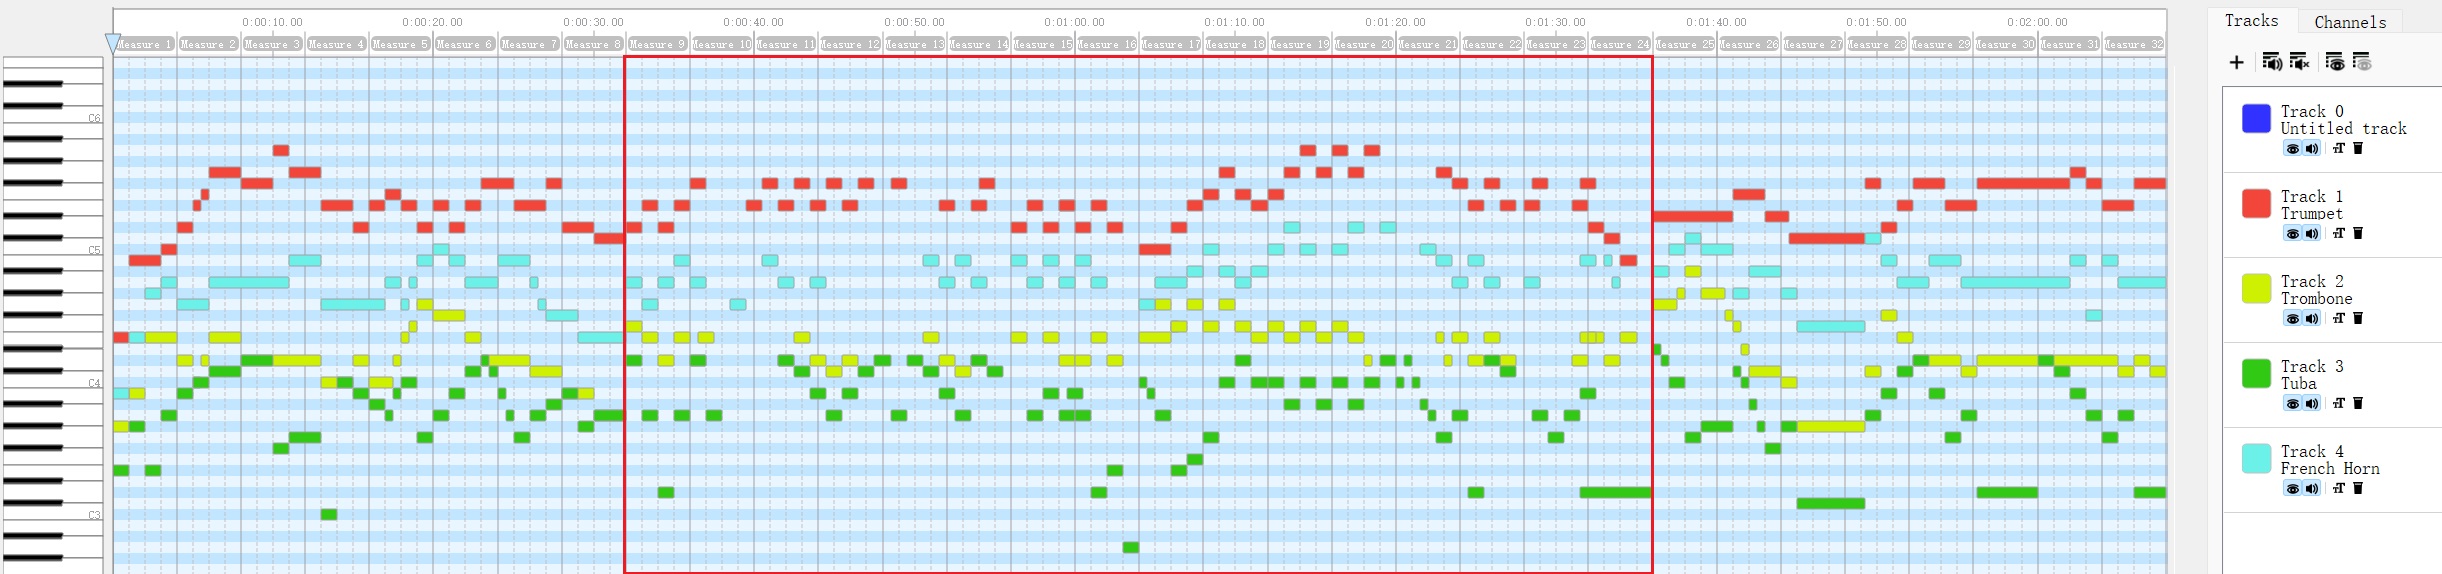 0:00:10.00 0:00:20.00 0:00:30.00 0:00:40.00 0:00:50.00 0:01:00.00 0:01:10.00 0:01:20.00 0:01:30.00 0:01:40.00 0:01:50.00 0:02:00.00
Measure 1 Measure 2 Measure 3 Measure 4 Measure 5 Measure 6 Measure 7 Measure 8 Measure 9 Measure 10 Measure 11 Measure 12 Measure 13 Measure 14 Measure 15 Measure 16 Measure 17 Measure 18 Measure 19 Measure 20 Measure 21 Measure 22 Measure 23 Measure 24 Measure 25 Measure 26 Measure 27 Measure 28 Measure 29 Measure 30 Measure 31 Measure 32
C6
C5
C4
C3
Tracks Channels
Track 0
Untitled track
Track 1
Trumpet
Track 2
Trombone
Track 3
Tuba
Track 4
French Horn